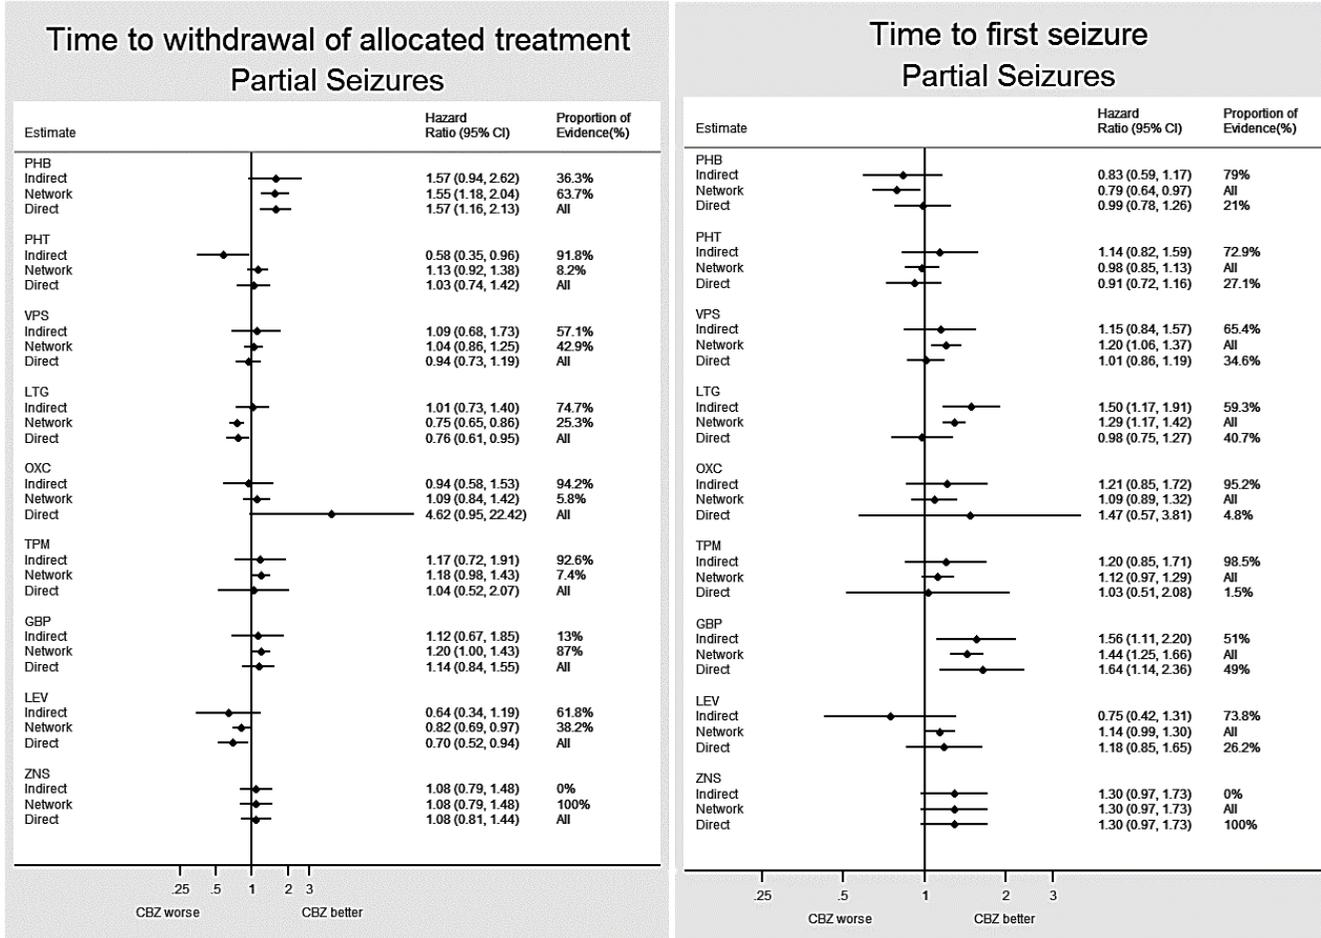 Time to withdrawal of allocated treatment
Partial Seizures
Estimate Hazard Ratio (95% CI) Proportion of Evidence(%)
PHB
Indirect 1.57 (0.94, 2.62) 36.3%
Network 1.55 (1.18, 2.04) 63.7%
Direct 1.57 (1.16, 2.13) All
PHT
Indirect 0.58 (0.35, 0.96) 91.8%
Network 1.13 (0.92, 1.38) 8.2%
Direct 1.03 (0.74, 1.42) All
VPS
Indirect 1.09 (0.68, 1.73) 57.1%
Network 1.04 (0.86, 1.25) 42.9%
Direct 0.94 (0.73, 1.19) All
LTG
Indirect 1.01 (0.73, 1.40) 74.7%
Network 0.75 (0.65, 0.86) 25.3%
Direct 0.76 (0.61, 0.95) All
OXC
Indirect 0.94 (0.58, 1.53) 94.2%
Network 1.09 (0.84, 1.42) 5.8%
Direct 4.62 (0.95, 22.42) All
TPM
Indirect 1.17 (0.72, 1.91) 92.6%
Network 1.18 (0.98, 1.43) 7.4%
Direct 1.04 (0.52, 2.07) All
GBP
Indirect 1.12 (0.67, 1.85) 13%
Network 1.20 (1.00, 1.43) 87%
Direct 1.14 (0.84, 1.55) All
LEV
Indirect 0.64 (0.34, 1.19) 61.8%
Network 0.82 (0.69, 0.97) 38.2%
Direct 0.70 (0.52, 0.94) All
ZNS
Indirect 1.08 (0.79, 1.48) 0%
Network 1.08 (0.79, 1.48) 100%
Direct 1.08 (0.81, 1.44) All
.25 .5 1 2 3
CBZ worse CBZ better
Time to first seizure
Partial Seizures
Estimate Hazard Ratio (95% CI) Proportion of Evidence(%)
PHB
Indirect 0.83 (0.59, 1.17) 79%
Network 0.79 (0.64, 0.97) All
Direct 0.99 (0.78, 1.26) 21%
PHT
Indirect 1.14 (0.82, 1.59) 72.9%
Network 0.98 (0.85, 1.13) All
Direct 0.91 (0.72, 1.16) 27.1%
VPS
Indirect 1.15 (0.84, 1.57) 65.4%
Network 1.20 (1.06, 1.37) All
Direct 1.01 (0.86, 1.19) 34.6%
LTG
Indirect 1.50 (1.17, 1.91) 59.3%
Network 1.29 (1.17, 1.42) All
Direct 0.98 (0.75, 1.27) 40.7%
OXC
Indirect 1.21 (0.85, 1.72) 95.2%
Network 1.09 (0.89, 1.32) All
Direct 1.47 (0.57, 3.81) 4.8%
TPM
Indirect 1.20 (0.85, 1.71) 98.5%
Network 1.12 (0.97, 1.29) All
Direct 1.03 (0.51, 2.08) 1.5%
GBP
Indirect 1.56 (1.11, 2.20) 51%
Network 1.44 (1.25, 1.66) All
Direct 1.64 (1.14, 2.36) 49%
LEV
Indirect 0.75 (0.42, 1.31) 73.8%
Network 1.14 (0.99, 1.30) All
Direct 1.18 (0.85, 1.65) 26.2%
ZNS
Indirect 1.30 (0.97, 1.73) 0%
Network 1.30 (0.97, 1.73) All
Direct 1.30 (0.97, 1.73) 100%
.25 .5 1 2 3
CBZ worse CBZ better